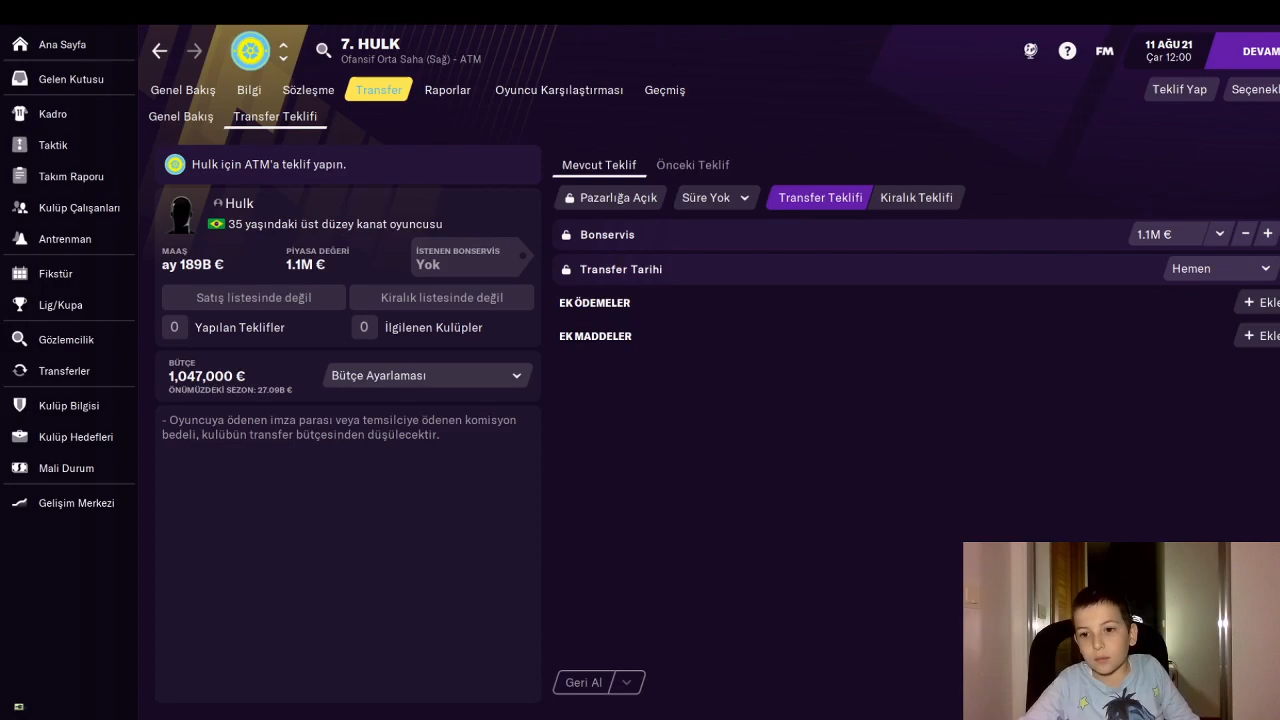 Ana Sayfa
Gelen Kutusu
Kadro
Taktik
Takım Raporu
Kulüp Çalışanları
Antrenman
Fikstür
Lig/Kupa
Gözlemcilik
Transferler
Kulüp Bilgisi
Kulüp Hedefleri
Mali Durum
Gelişim Merkezi
7. HULK
Ofansif Orta Saha (Sağ) - ATM
FM
11 AĞU 21
Çar 12:00
DEVAM
Genel Bakış Bilgi Sözleşme Transfer Raporlar Oyuncu Karşılaştırması Geçmiş
Teklif Yap Seçenekl
Genel Bakış Transfer Teklifi
Hulk için ATM'a teklif yapın.
Hulk
35 yaşındaki üst düzey kanat oyuncusu
MAAŞ PİYASA DEĞERİ İSTENEN BONSERVİS
ay 189B € 1.1M € Yok
Satış listesinde değil Kiralık listesinde değil
0 Yapılan Teklifler 0 İlgilenen Kulüpler
BÜTÇE
1,047,000 € Bütçe Ayarlaması
ÖNÜMÜZDEKİ SEZON: 27.09B €
- Oyuncuya ödenen imza parası veya temsilciye ödenen komisyon
bedeli, kulübün transfer bütçesinden düşülecektir.
Mevcut Teklif Önceki Teklif
Pazarlığa Açık Süre Yok Transfer Teklifi Kiralık Teklifi
Bonservis 1.1M € - +
Transfer Tarihi Hemen
EK ÖDEMELER + Ekle
EK MADDELER + Ekle
Geri Al